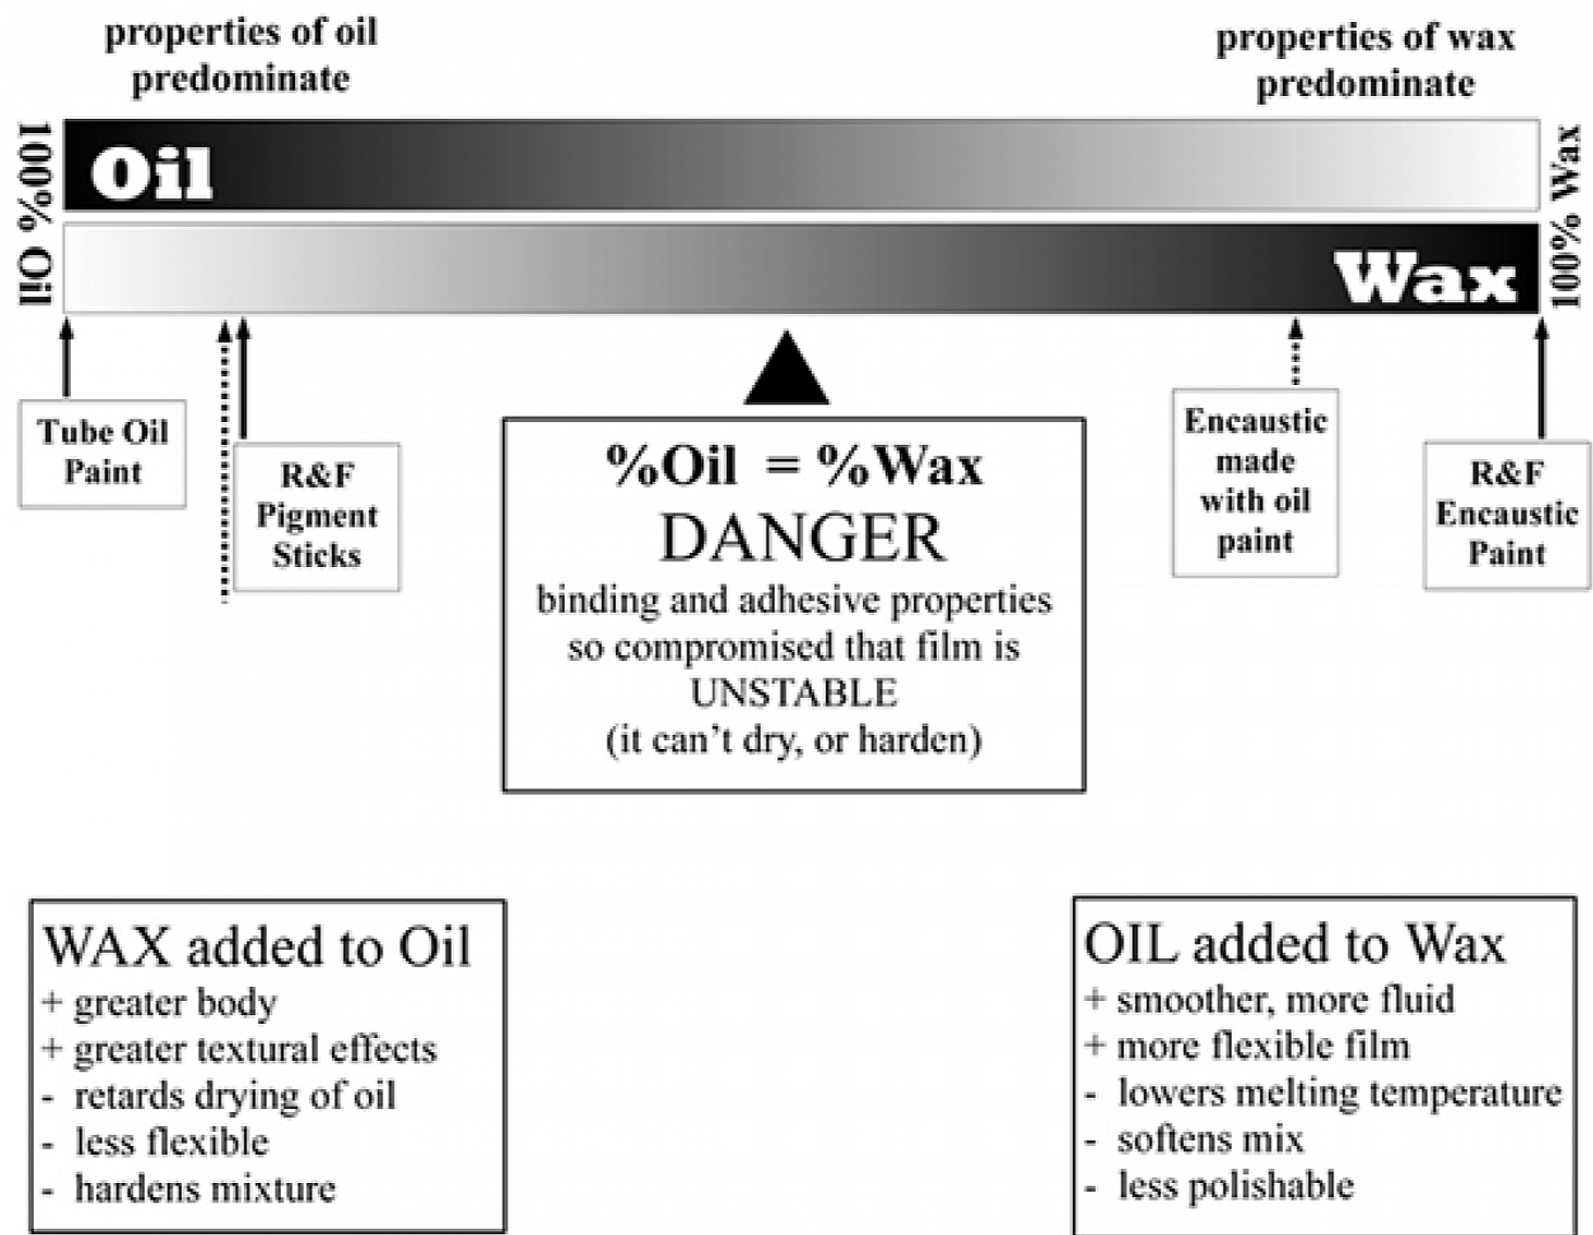 properties of oil
predominate
properties of wax
predominate
100% Oil
Oil
Wax
100% Wax
Tube Oil
Paint
R&F
Pigment
Sticks
%Oil = %Wax
DANGER
binding and adhesive properties
so compromised that film is
UNSTABLE
(it can't dry, or harden)
Encaustic
made
with oil
paint
R&F
Encaustic
Paint
WAX added to Oil
+ greater body
+ greater textural effects
- retards drying of oil
- less flexible
- hardens mixture
OIL added to Wax
+ smoother, more fluid
+ more flexible film
- lowers melting temperature
- softens mix
- less polishable